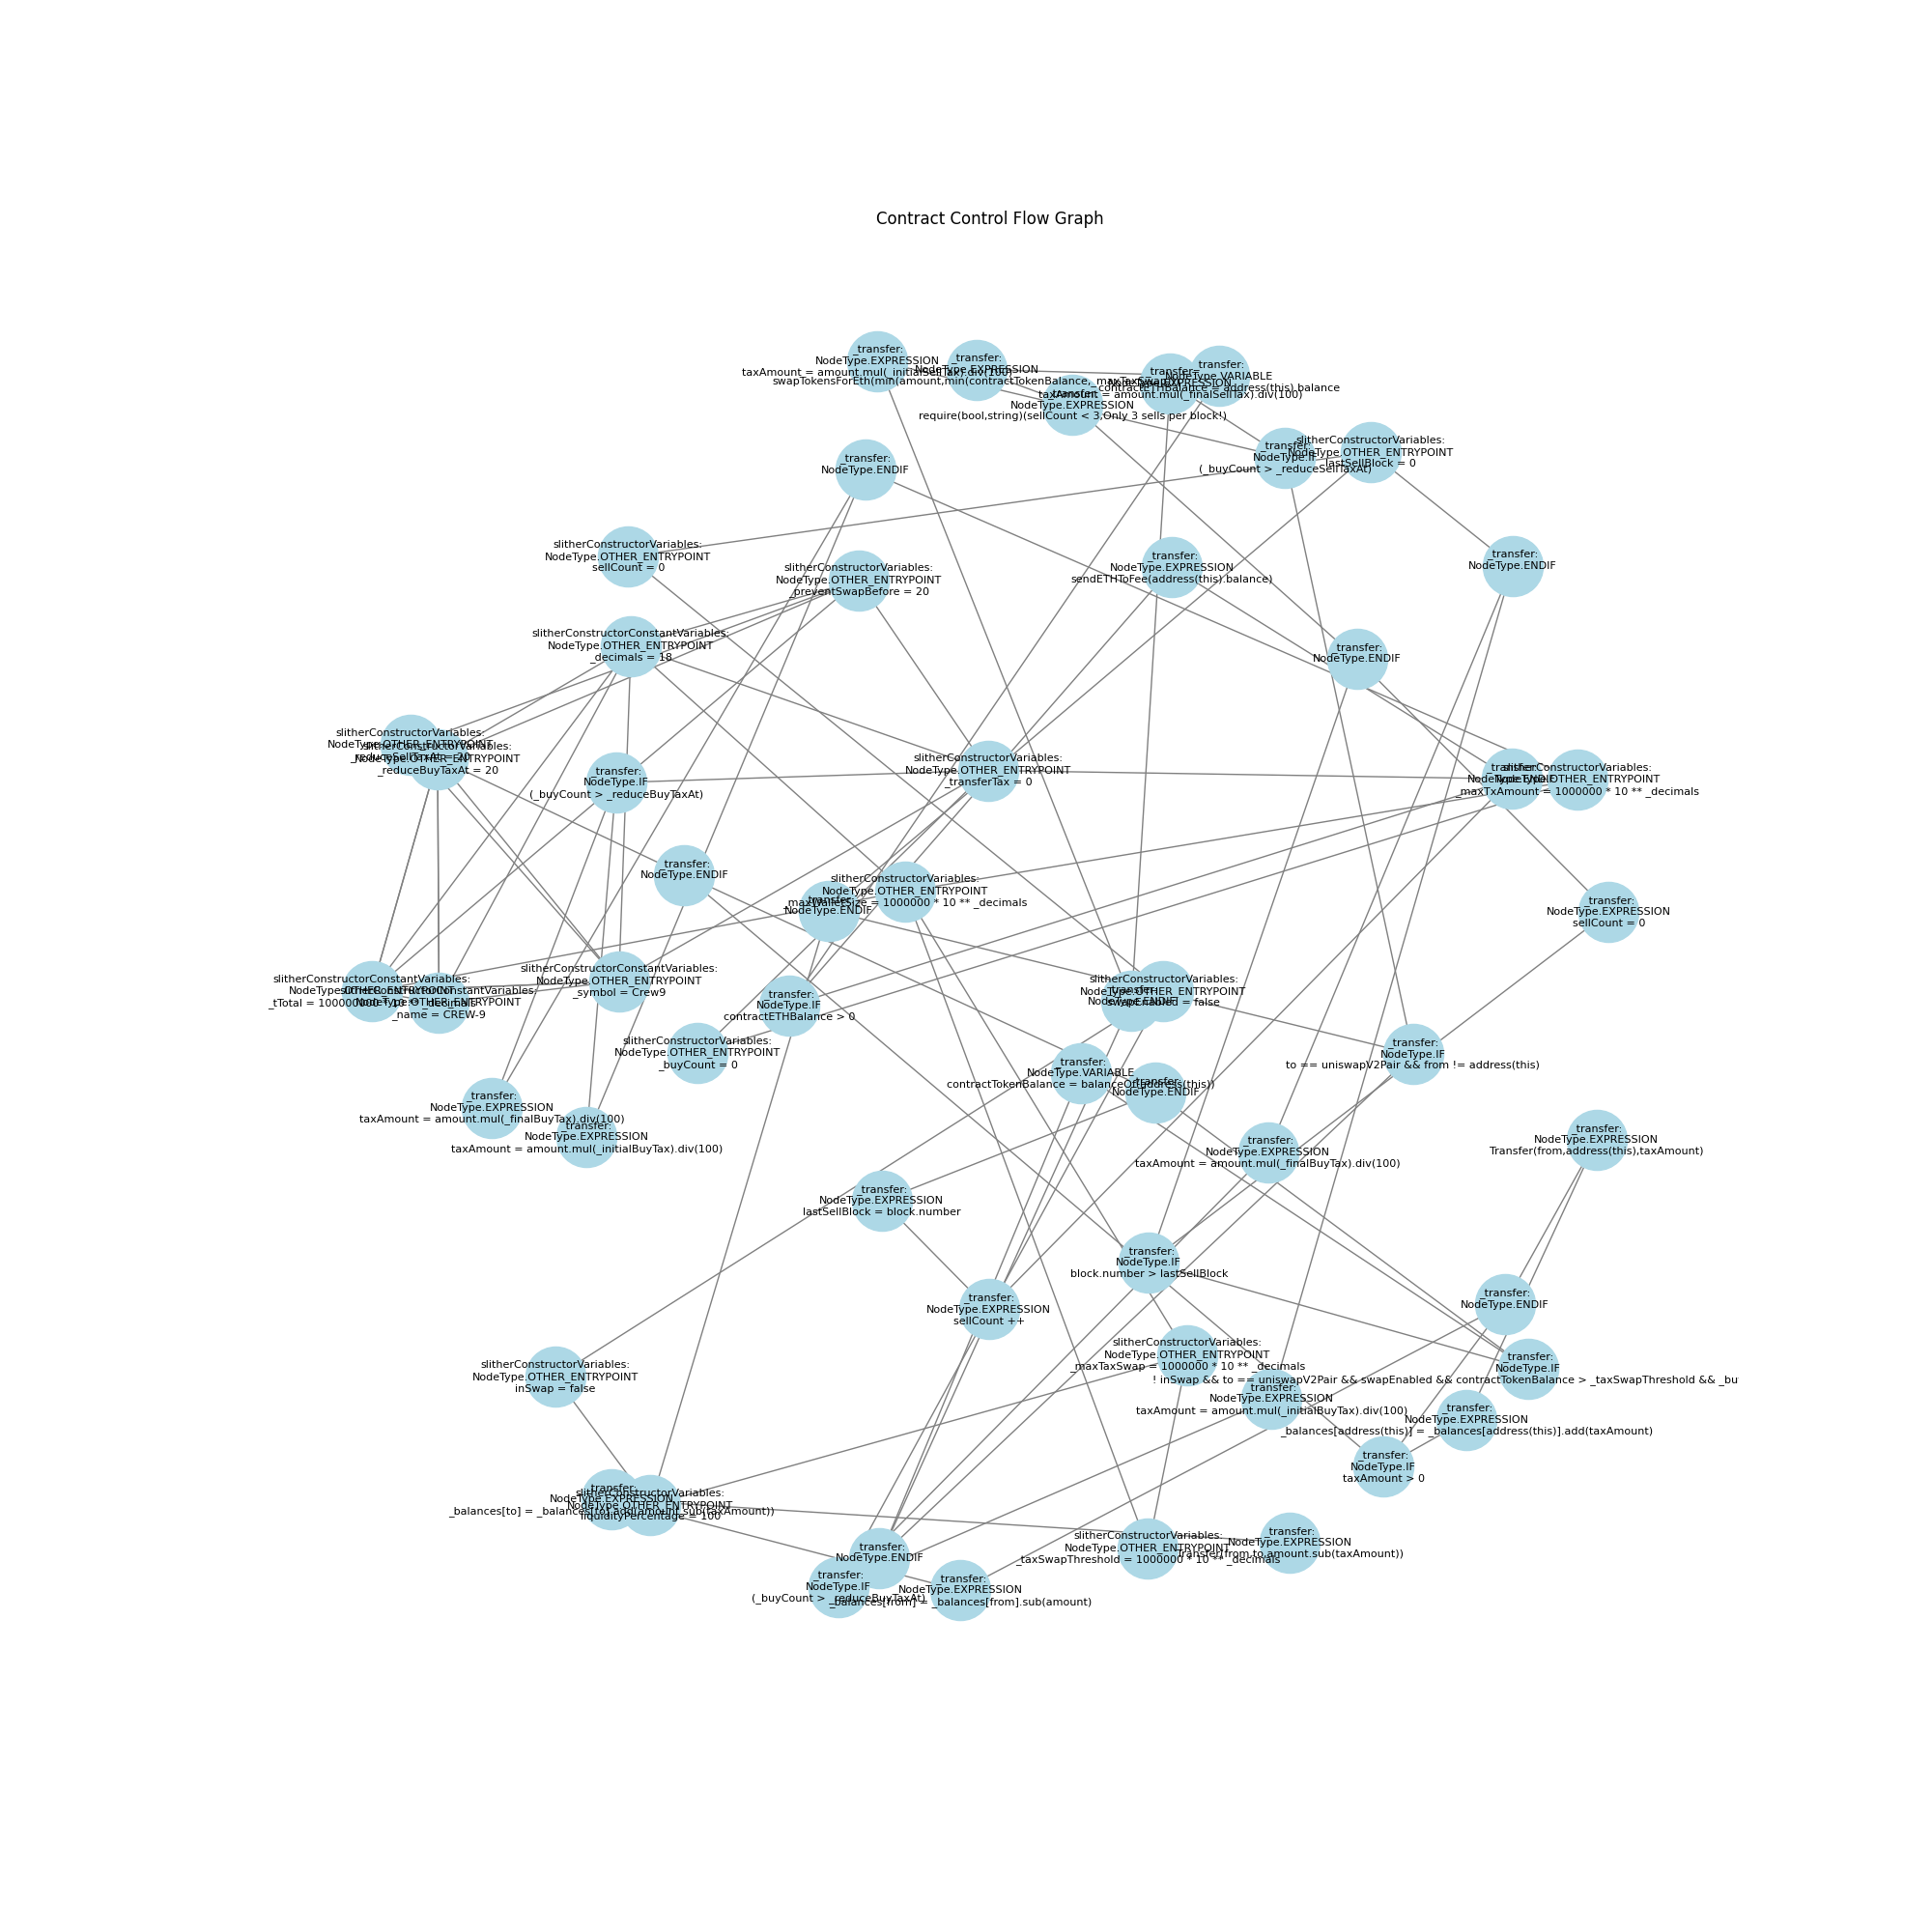 Contract Control Flow Graph
_transfer:
NodeType.EXPRESSION
taxAmount = amount.mul(_initialSellTax).div(100)
_transfer:
NodeType.EXPRESSION
swapTokensForEth(min(amount,min(contractTokenBalance,_maxTaxSwap)))
_transfer:
NodeType.EXPRESSION
taxAmount = amount.mul(_finalSellTax).div(100)
_transfer:
NodeType.VARIABLE
contractETHBalance = address(this).balance
_transfer:
NodeType.EXPRESSION
require(bool,string)(sellCount < 3,Only 3 sells per block!)
_transfer:
NodeType.IF
(_buyCount > _reduceSellTaxAt)
slitherConstructorVariables:
NodeType.OTHER_ENTRYPOINT
lastSellBlock = 0
_transfer:
NodeType.ENDIF
slitherConstructorVariables:
NodeType.OTHER_ENTRYPOINT
sellCount = 0
slitherConstructorVariables:
NodeType.OTHER_ENTRYPOINT
_preventSwapBefore = 20
_transfer:
NodeType.EXPRESSION
sendETHToFee(address(this).balance)
_transfer:
NodeType.ENDIF
slitherConstructorConstantVariables:
NodeType.OTHER_ENTRYPOINT
_decimals = 18
_transfer:
NodeType.ENDIF
slitherConstructorVariables:
NodeType.OTHER_ENTRYPOINT
_reduceSellTaxAt = 20
slitherConstructorVariables:
NodeType.OTHER_ENTRYPOINT
_reduceBuyTaxAt = 20
_transfer:
NodeType.IF
(_buyCount > _reduceBuyTaxAt)
slitherConstructorVariables:
NodeType.OTHER_ENTRYPOINT
_transferTax = 0
_transfer:
NodeType.ENDIF
slitherConstructorVariables:
NodeType.OTHER_ENTRYPOINT
_maxTxAmount = 1000000 * 10 ** _decimals
_transfer:
NodeType.ENDIF
slitherConstructorVariables:
NodeType.OTHER_ENTRYPOINT
_maxWalletSize = 1000000 * 10 ** _decimals
_transfer:
NodeType.ENDIF
_transfer:
NodeType.EXPRESSION
sellCount = 0
slitherConstructorConstantVariables:
NodeType.OTHER_ENTRYPOINT
_tTotal = 100000000 * 10 ** _decimals
slitherConstructorConstantVariables:
NodeType.OTHER_ENTRYPOINT
_name = CREW-9
slitherConstructorConstantVariables:
NodeType.OTHER_ENTRYPOINT
_symbol = Crew9
_transfer:
NodeType.IF
contractETHBalance > 0
slitherConstructorVariables:
NodeType.OTHER_ENTRYPOINT
swapEnabled = false
_transfer:
NodeType.ENDIF
slitherConstructorVariables:
NodeType.OTHER_ENTRYPOINT
_buyCount = 0
_transfer:
NodeType.IF
to == uniswapV2Pair && from != address(this)
_transfer:
NodeType.VARIABLE
contractTokenBalance = balanceOf(address(this))
_transfer:
NodeType.ENDIF
_transfer:
NodeType.EXPRESSION
taxAmount = amount.mul(_finalBuyTax).div(100)
_transfer:
NodeType.EXPRESSION
taxAmount = amount.mul(_initialBuyTax).div(100)
_transfer:
NodeType.EXPRESSION
taxAmount = amount.mul(_finalBuyTax).div(100)
_transfer:
NodeType.EXPRESSION
Transfer(from,address(this),taxAmount)
_transfer:
NodeType.EXPRESSION
lastSellBlock = block.number
_transfer:
NodeType.IF
block.number > lastSellBlock
_transfer:
NodeType.EXPRESSION
sellCount ++
_transfer:
NodeType.ENDIF
slitherConstructorVariables:
NodeType.OTHER_ENTRYPOINT
_maxTaxSwap = 1000000 * 10 ** _decimals
_transfer:
NodeType.IF
! inSwap && to == uniswapV2Pair && swapEnabled && contractTokenBalance > _taxSwapThreshold && _bu
slitherConstructorVariables:
NodeType.OTHER_ENTRYPOINT
inSwap = false
_transfer:
NodeType.EXPRESSION
taxAmount = amount.mul(_initialBuyTax).div(100)
_transfer:
NodeType.EXPRESSION
_balances[address(this)] = _balances[address(this)].add(taxAmount)
_transfer:
NodeType.IF
taxAmount > 0
_transfer:
NodeType.EXPRESSION
_balances[to] = _balances[to].add(amount.sub(taxAmount))
slitherConstructorVariables:
NodeType.OTHER_ENTRYPOINT
liquidityPercentage = 100
slitherConstructorVariables:
NodeType.OTHER_ENTRYPOINT
_taxSwapThreshold = 1000000 * 10 ** _decimals
_transfer:
NodeType.EXPRESSION
Transfer(from,to,amount.sub(taxAmount))
_transfer:
NodeType.ENDIF
_transfer:
NodeType.IF
(_buyCount > _reduceBuyTaxAt)
_transfer:
NodeType.EXPRESSION
_balances[from] = _balances[from].sub(amount)